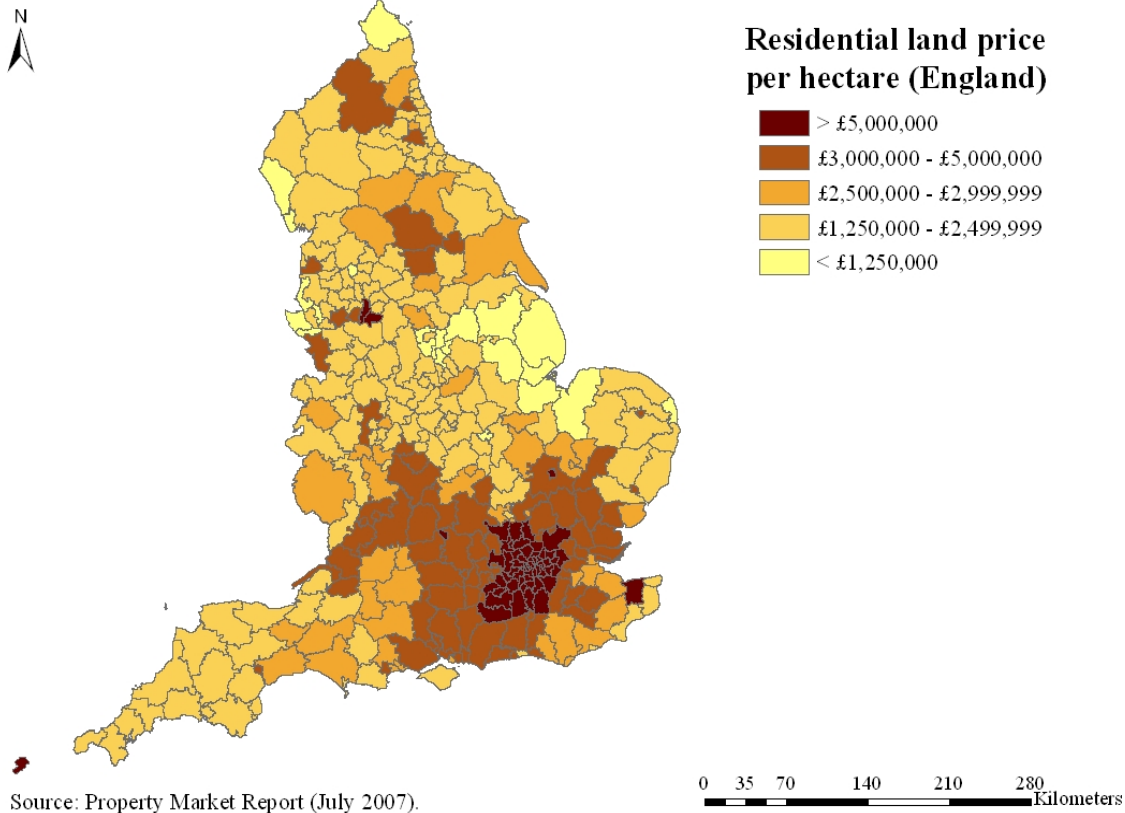 N
Residential land price
per hectare (England)
> £5,000,000
£3,000,000 - £5,000,000
£2,500,000 - £2,999,999
£1,250,000 - £2,499,999
< £1,250,000
0 35 70 140 210 280
Kilometers
Source: Property Market Report (July 2007).